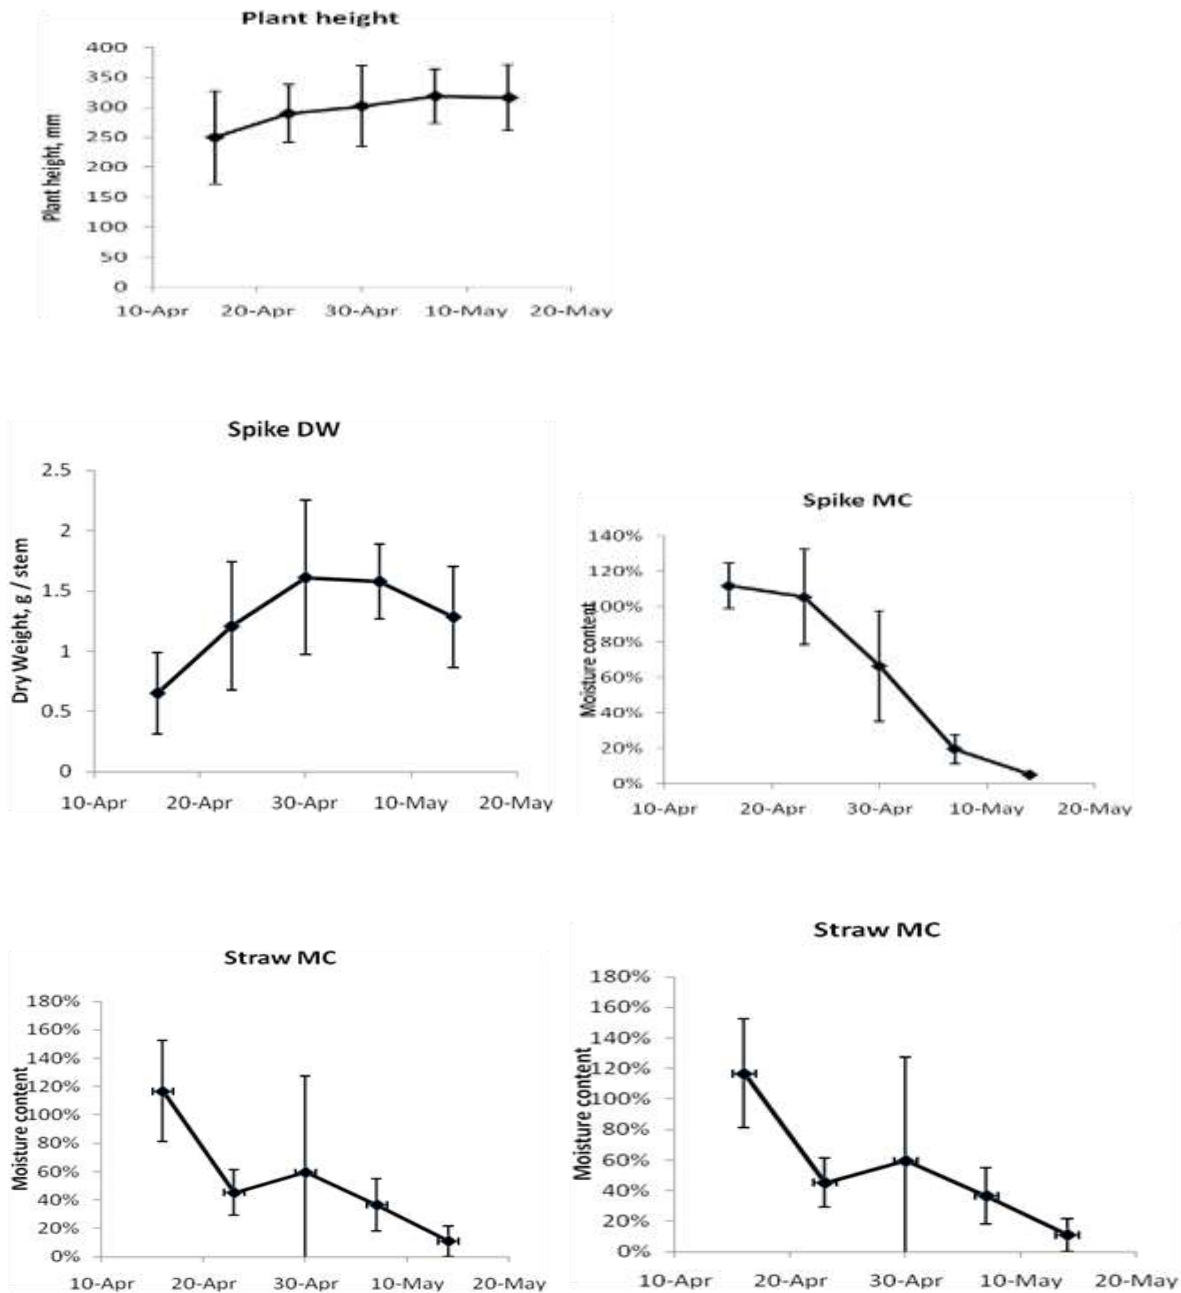 Plant height
400
350
300
250
200
150
100
50
0
Plant height, mm
10-Apr 20-Apr 30-Apr 10-May 20-May
Spike DW
2.5
2
1.5
1
0.5
0
Dry Weight, g / stem
10-Apr 20-Apr 30-Apr 10-May 20-May
Spike MC
140%
120%
100%
80%
60%
40%
20%
0%
Moisture content
10-Apr 20-Apr 30-Apr 10-May 20-May
Straw MC
180%
160%
140%
120%
100%
80%
60%
40%
20%
0%
Moisture content
10-Apr 20-Apr 30-Apr 10-May 20-May
Straw MC
180%
160%
140%
120%
100%
80%
60%
40%
20%
0%
Moisture content
10-Apr 20-Apr 30-Apr 10-May 20-May